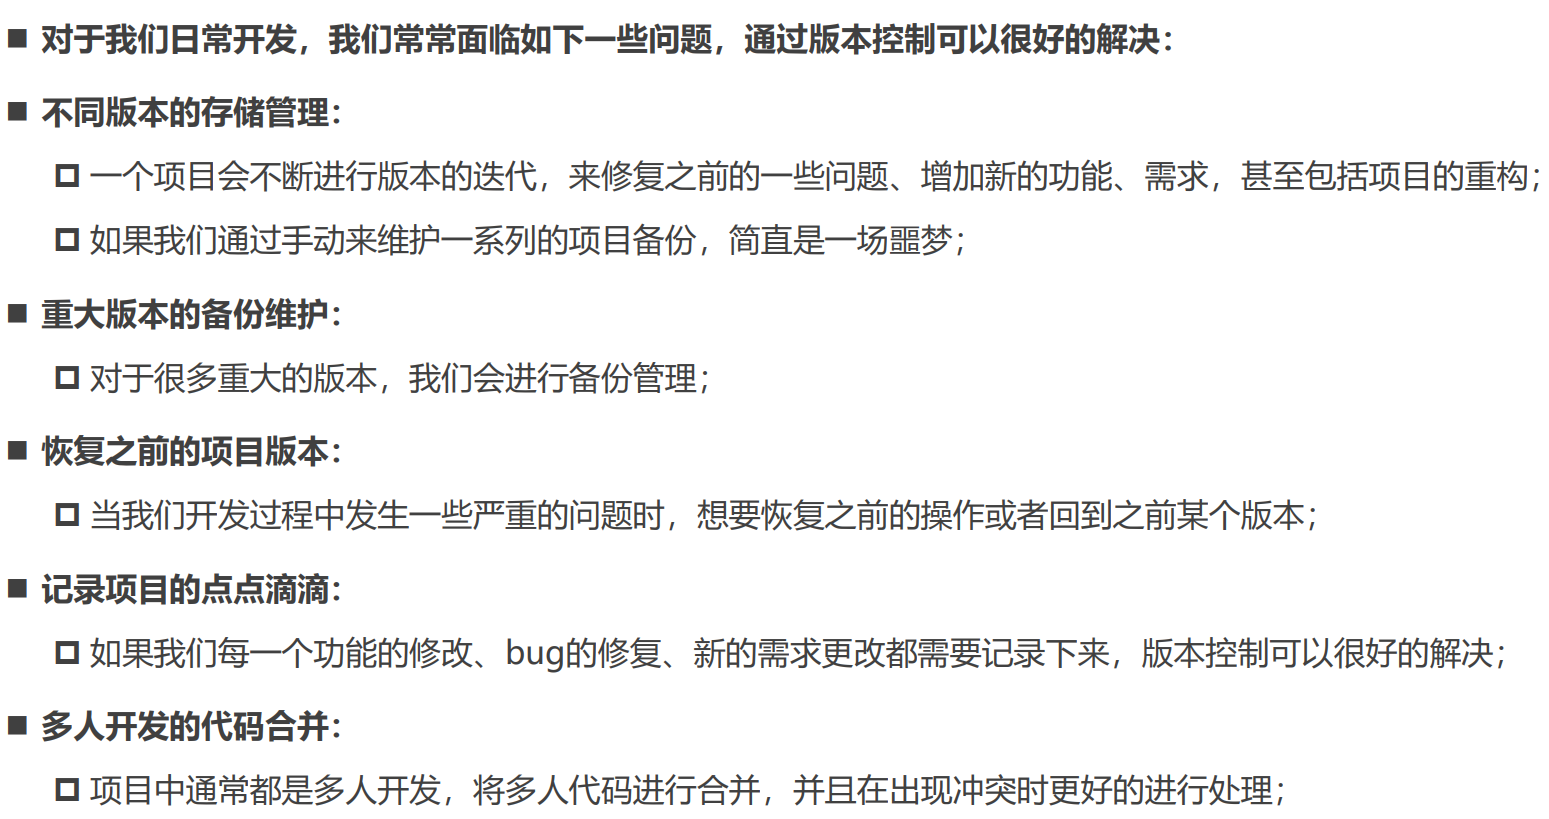 对于我们日常开发，我们常常面临如下一些问题，通过版本控制可以很好的解决：
不同版本的存储管理：
一个项目会不断进行版本的迭代，来修复之前的一些问题、增加新的功能、需求，甚至包括项目的重构；
如果我们通过手动来维护一系列的项目备份，简直是一场噩梦；
重大版本的备份维护：
对于很多重大的版本，我们会进行备份管理；
恢复之前的项目版本：
当我们开发过程中发生一些严重的问题时，想要恢复之前的操作或者回到之前某个版本；
记录项目的点点滴滴：
如果我们每一个功能的修改、bug的修复、新的需求更改都需要记录下来，版本控制可以很好的解决；
多人开发的代码合并：
项目中通常都是多人开发，将多人代码进行合并，并且在出现冲突时更好的进行处理；